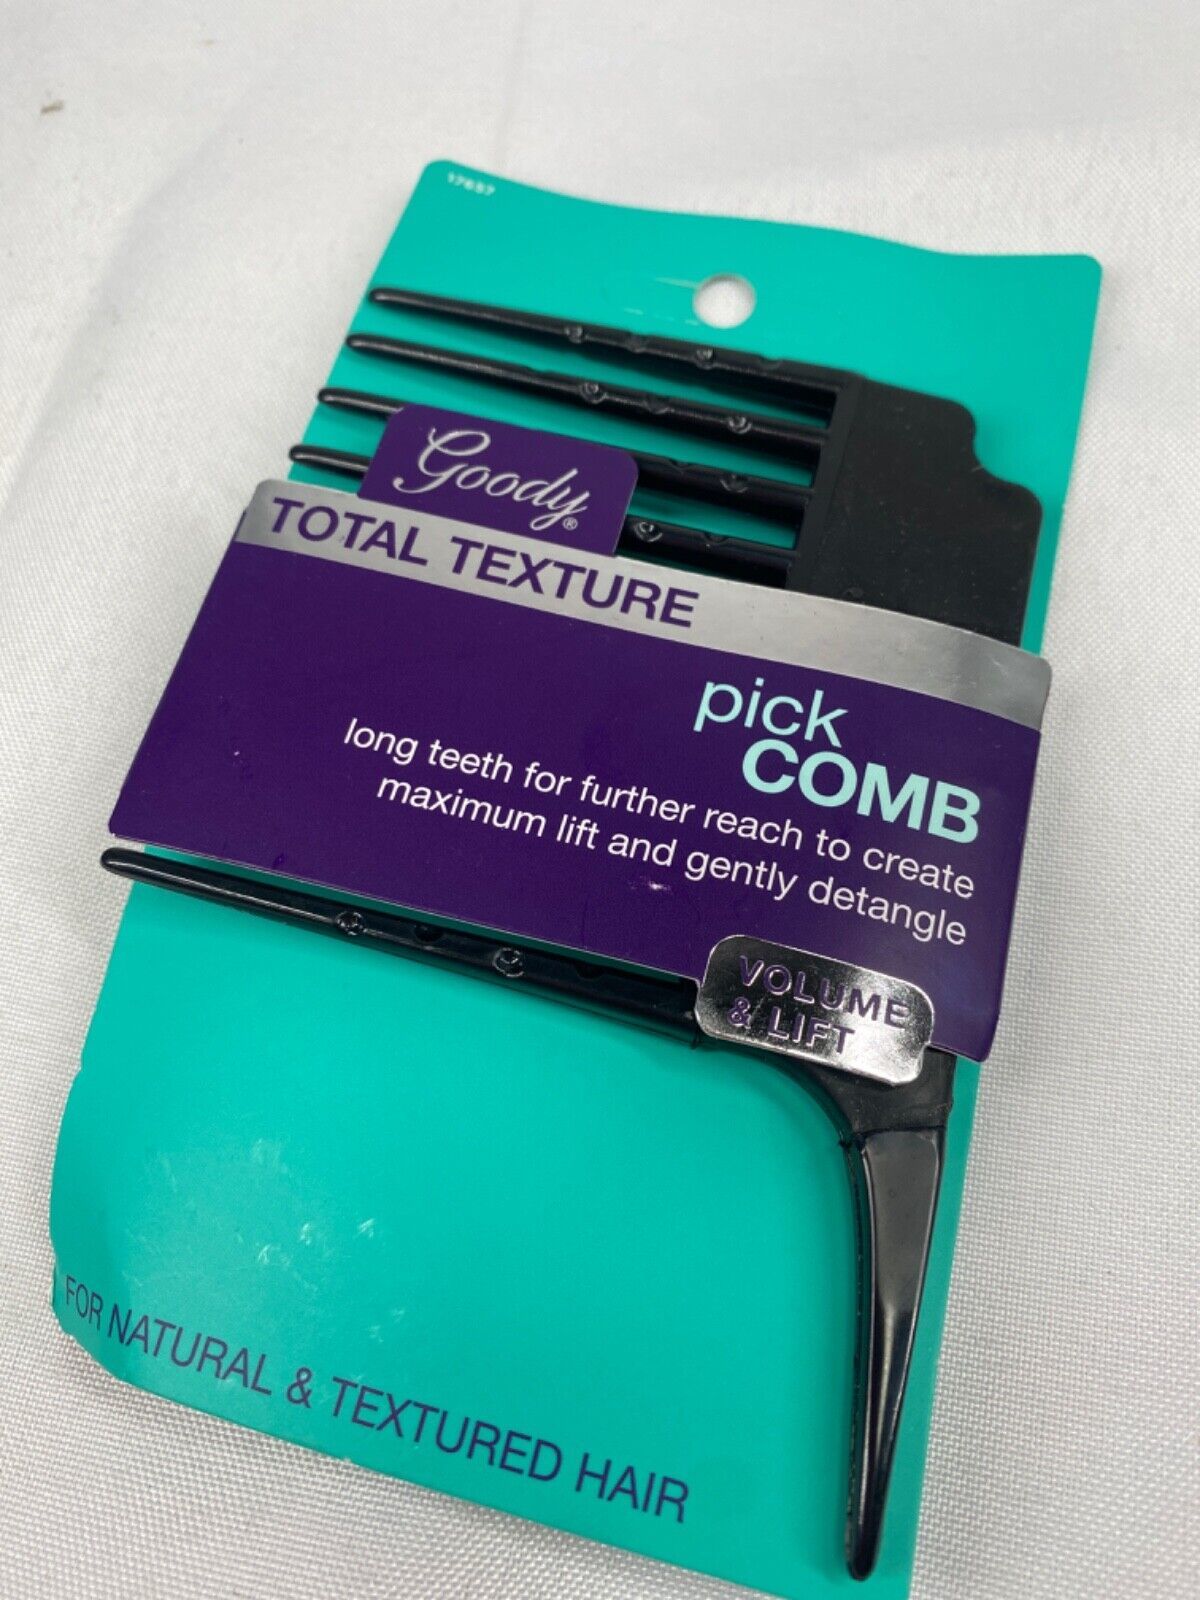 17657
Goody®
TOTAL TEXTURE
pick
COMB
long teeth for further reach to create
maximum lift and gently detangle
VOLUME
& LIFT
FOR NATURAL & TEXTURED HAIR